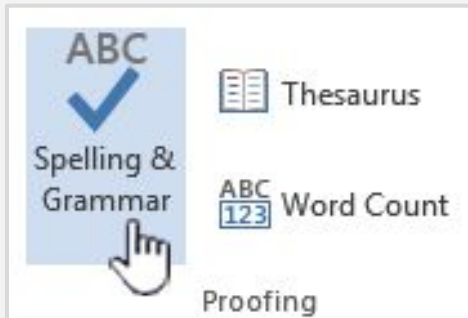 ABC
Spelling &
Grammar
Thesaurus
ABC
123
Word Count
Proofing